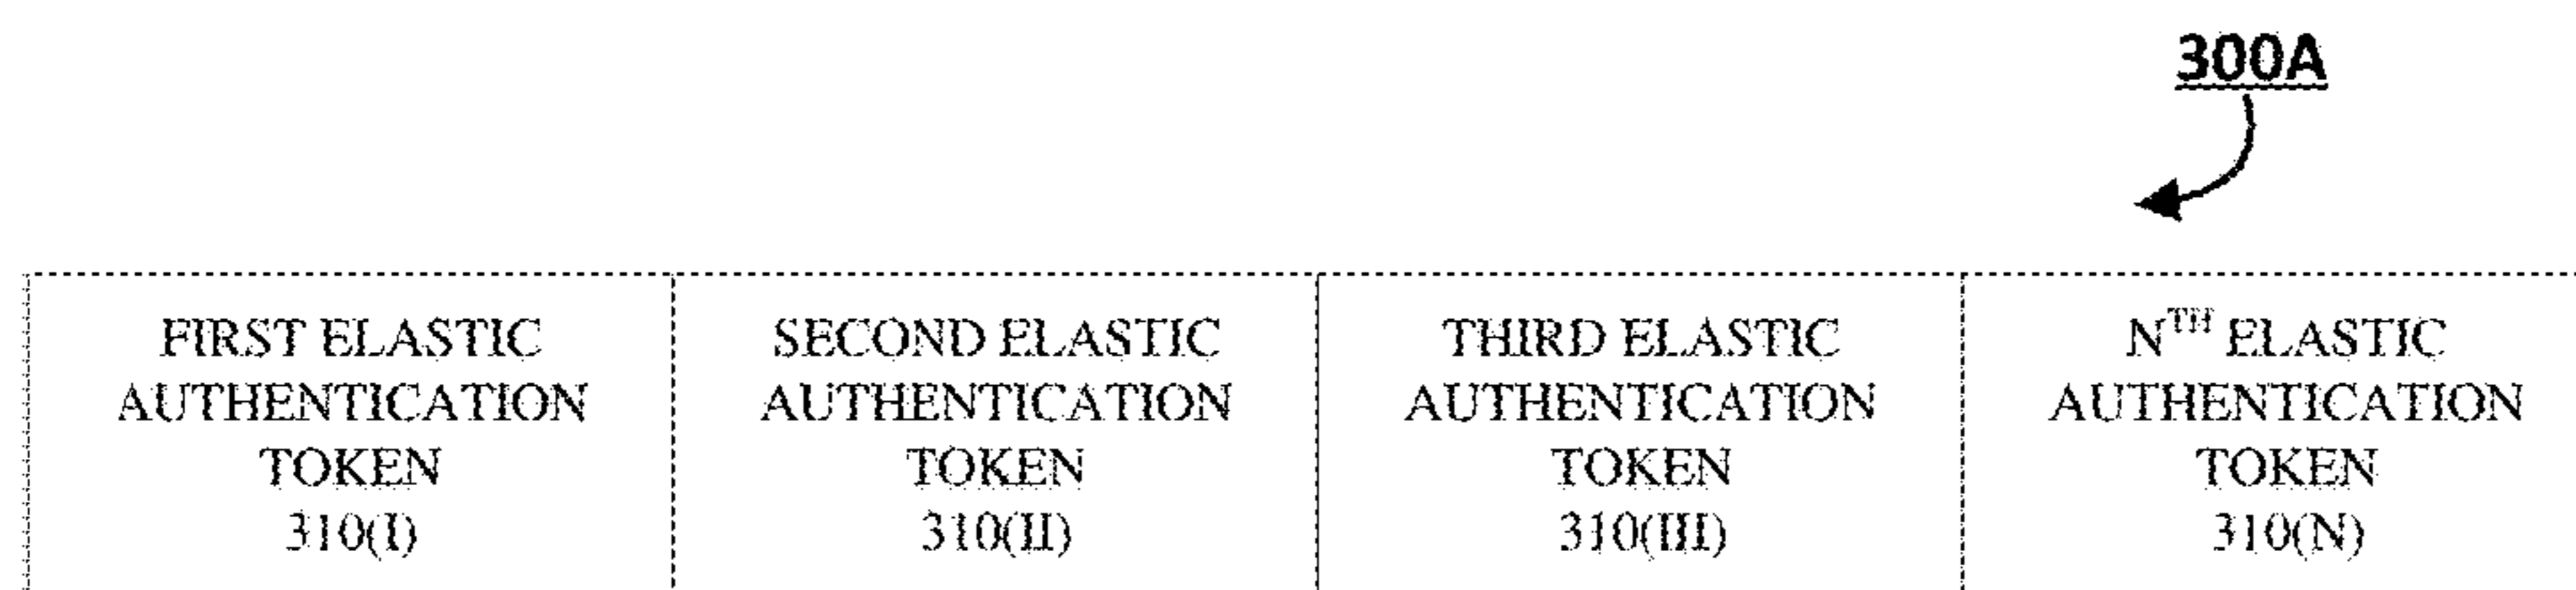 300A
FIRST ELASTIC
AUTHENTICATION
TOKEN
310(I)
SECOND ELASTIC
AUTHENTICATION
TOKEN
310(II)
THIRD ELASTIC
AUTHENTICATION
TOKEN
310(III)
NTH ELASTIC
AUTHENTICATION
TOKEN
310(N)